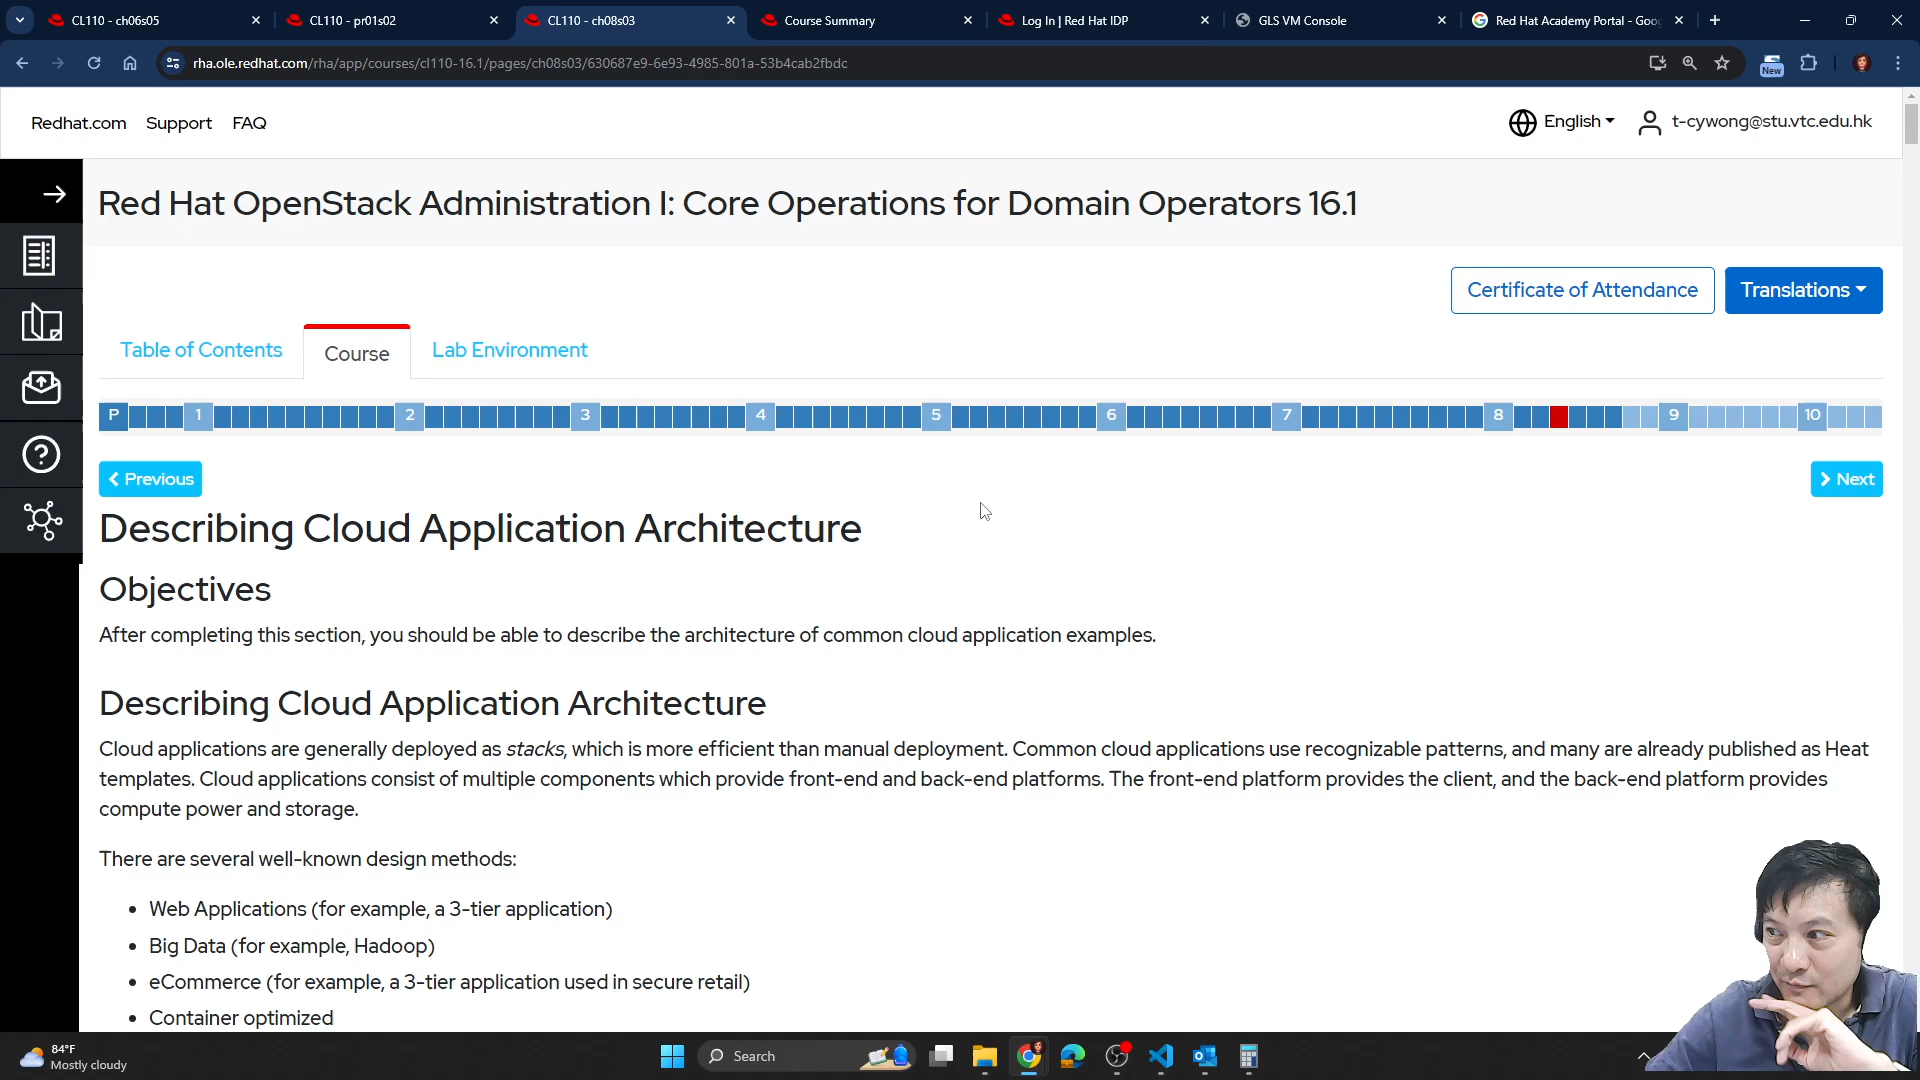 CL110 - ch06s05
CL110 - pr01s02
CL110 - ch08s03
Course Summary
Log In | Red Hat IDP
GLS VM Console
Red Hat Academy Portal - Goo
rha.ole.redhat.com/rha/app/courses/cl110-16.1/pages/ch08s03/630687e9-6e93-4985-801a-53b4cab2fbdc
New
Redhat.com Support FAQ
English
t-cywong@stu.vtc.edu.hk
Red Hat OpenStack Administration I: Core Operations for Domain Operators 16.1
Certificate of Attendance
Translations
Table of Contents
Course
Lab Environment
P 1 2 3 4 5 6 7 8 9 10
Previous
Next
Describing Cloud Application Architecture
Objectives
After completing this section, you should be able to describe the architecture of common cloud application examples.
Describing Cloud Application Architecture
Cloud applications are generally deployed as stacks, which is more efficient than manual deployment. Common cloud applications use recognizable patterns, and many are already published as Heat
templates. Cloud applications consist of multiple components which provide front-end and back-end platforms. The front-end platform provides the client, and the back-end platform provides
compute power and storage.
There are several well-known design methods:
• Web Applications (for example, a 3-tier application)
• Big Data (for example, Hadoop)
• eCommerce (for example, a 3-tier application used in secure retail)
• Container optimized
84°F
Mostly cloudy
Search